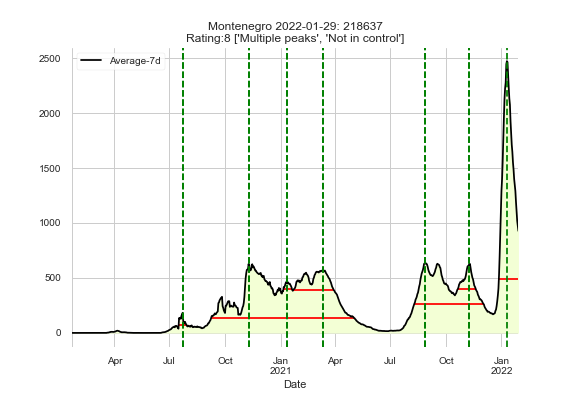 Montenegro 2022-01-29: 218637
Rating:8 ['Multiple peaks', 'Not in control']
Average-7d
2500
2000
1500
1000
500
0
Apr Jul Oct Jan Apr Jul Oct Jan
2021 2022
Date